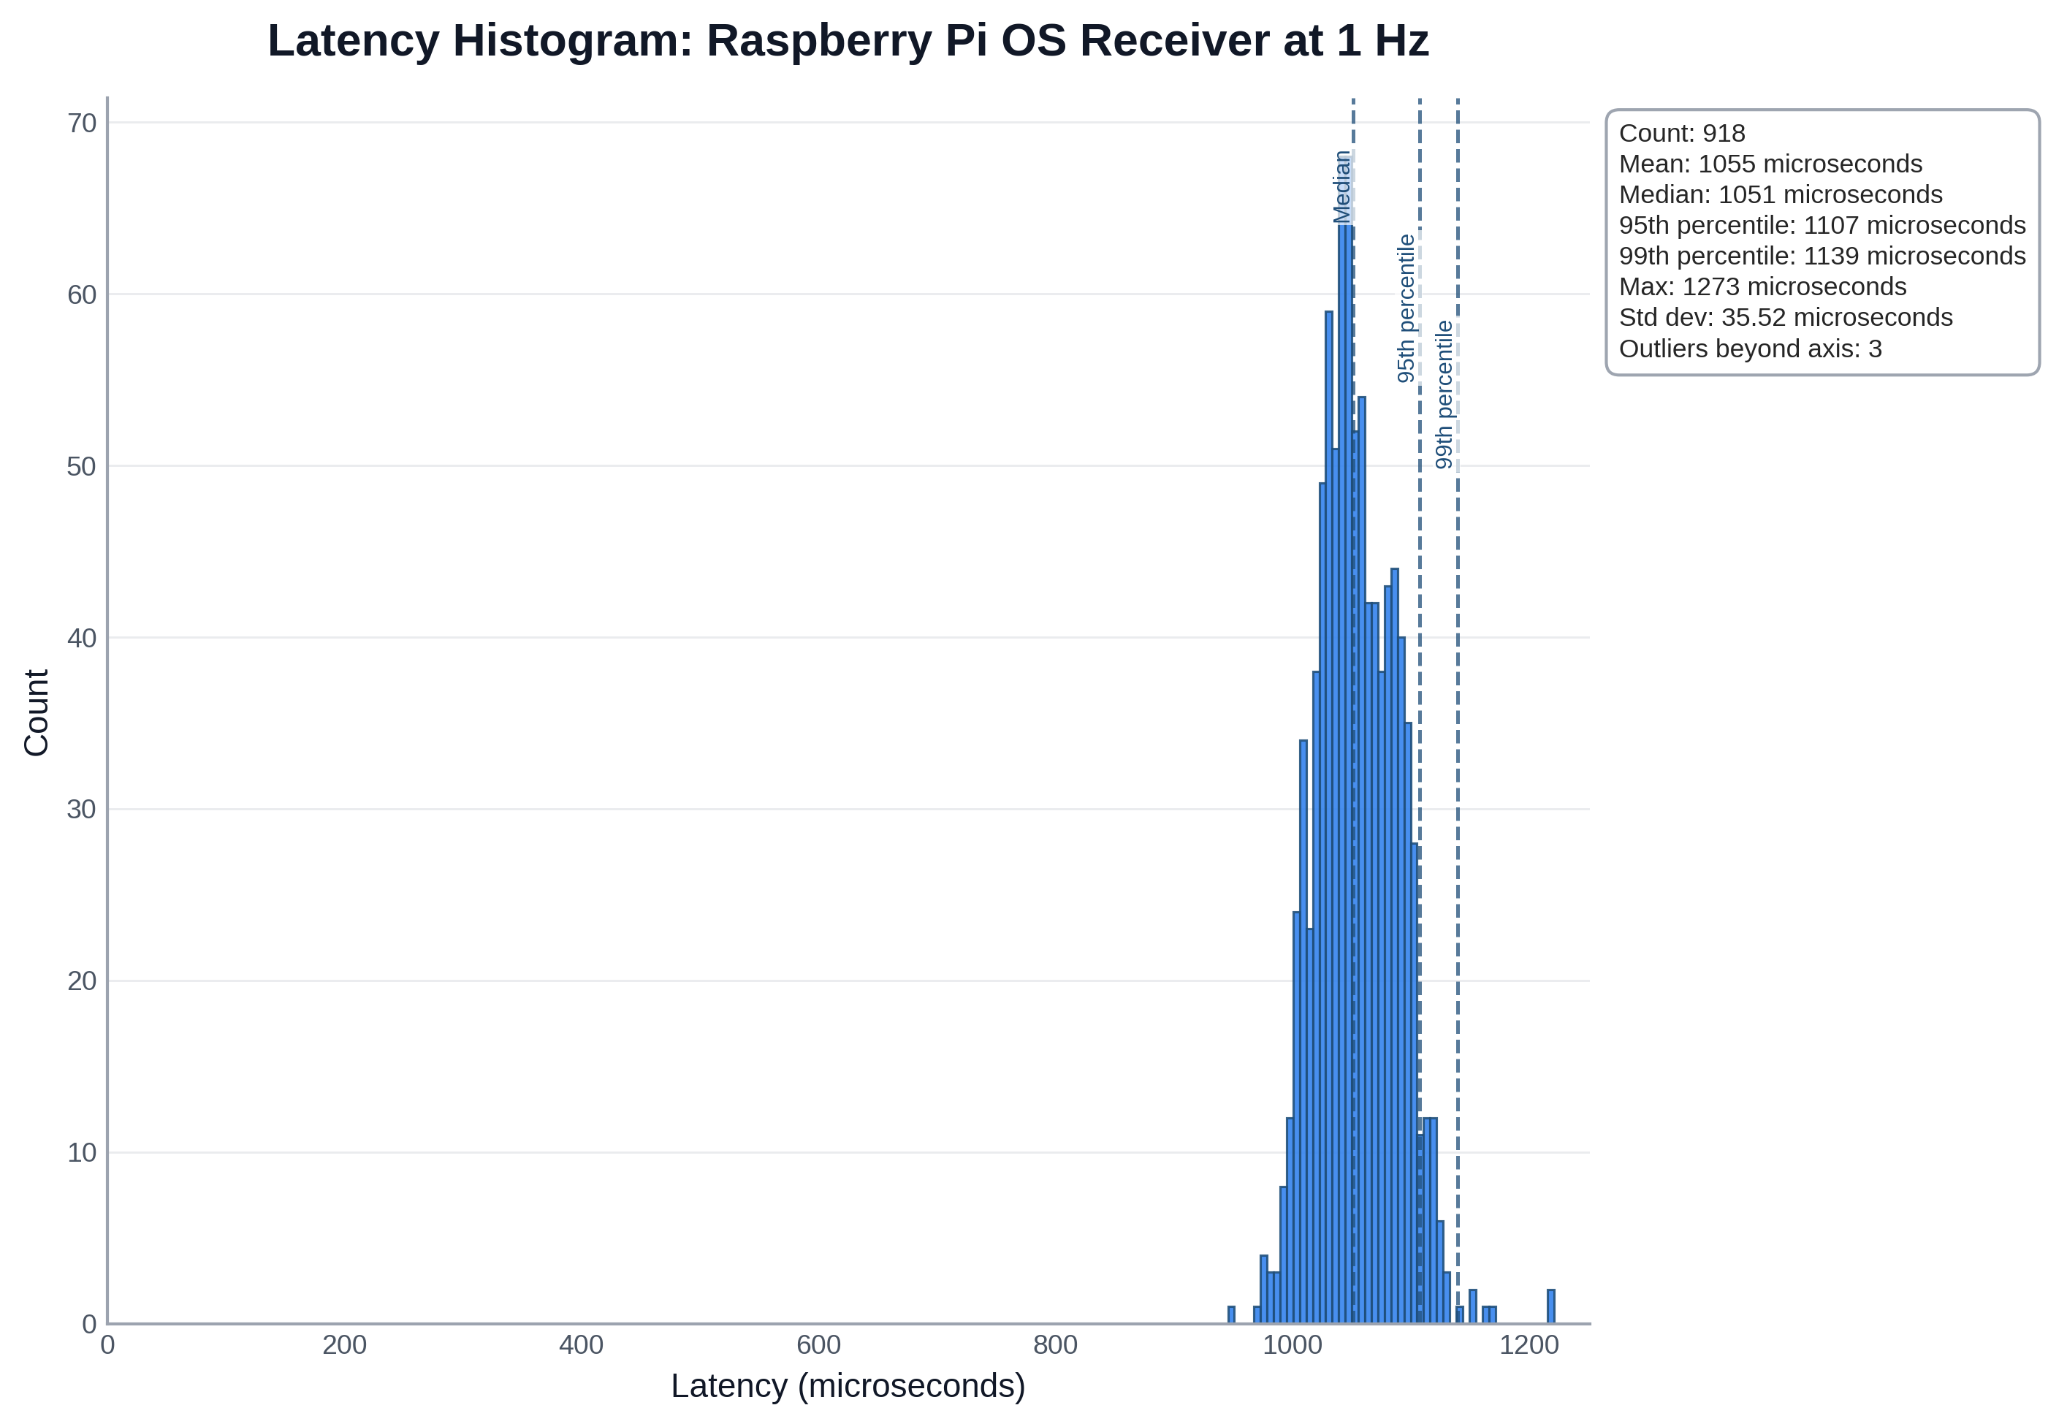 Latency Histogram: Raspberry Pi OS Receiver at 1 Hz
70
60
50
40
30
20
10
0
Count
Median
95th percentile
99th percentile
Count: 918
Mean: 1055 microseconds
Median: 1051 microseconds
95th percentile: 1107 microseconds
99th percentile: 1139 microseconds
Max: 1273 microseconds
Std dev: 35.52 microseconds
Outliers beyond axis: 3
0 200 400 600 800 1000 1200
Latency (microseconds)